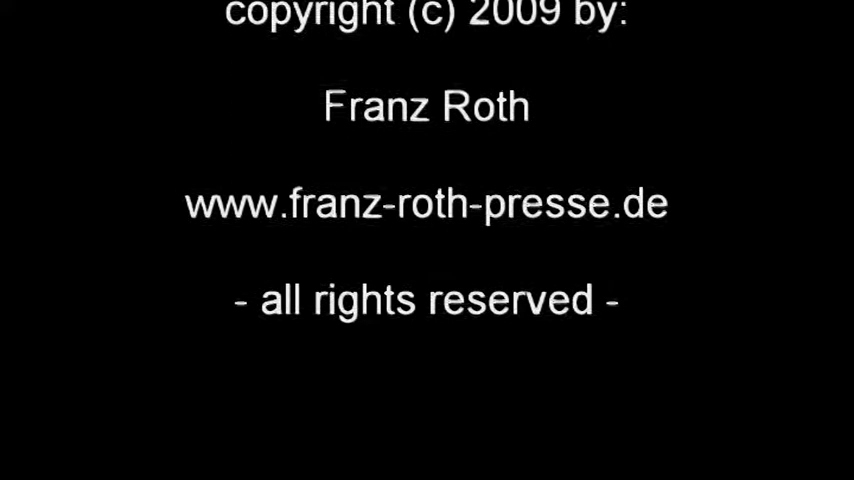 copyright (c) 2009 by:
Franz Roth
www.franz-roth-presse.de
- all rights reserved -